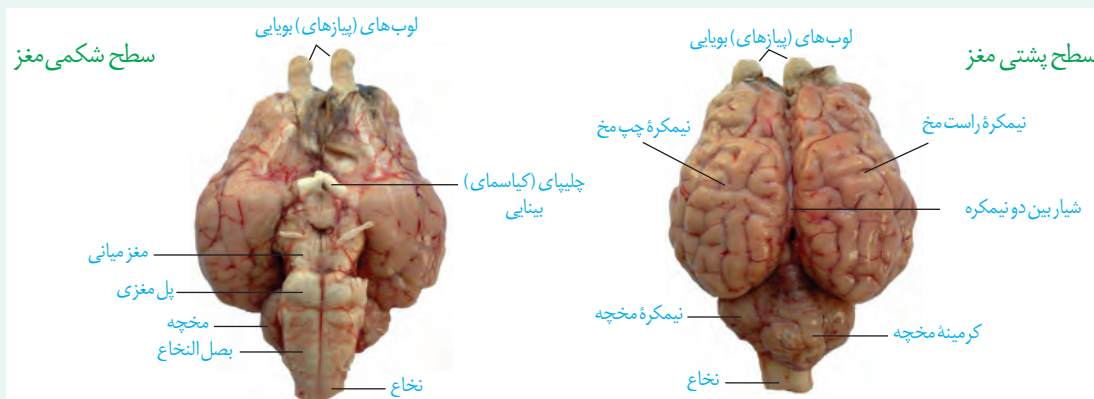 سطح پشتی مغز
لوب‌های (پیازهای) بویایی
نیمکرهٔ راست مخ
نیمکرهٔ چپ مخ
شیار بین دو نیمکره
نیمکرهٔ مخچه
کرمینهٔ مخچه
نخاع
سطح شکمی مغز
لوب‌های (پیازهای) بویایی
چلیپای (کیاسمای)
بینایی
مغز میانی
پل مغزی
مخچه
بصل النخاع
نخاع